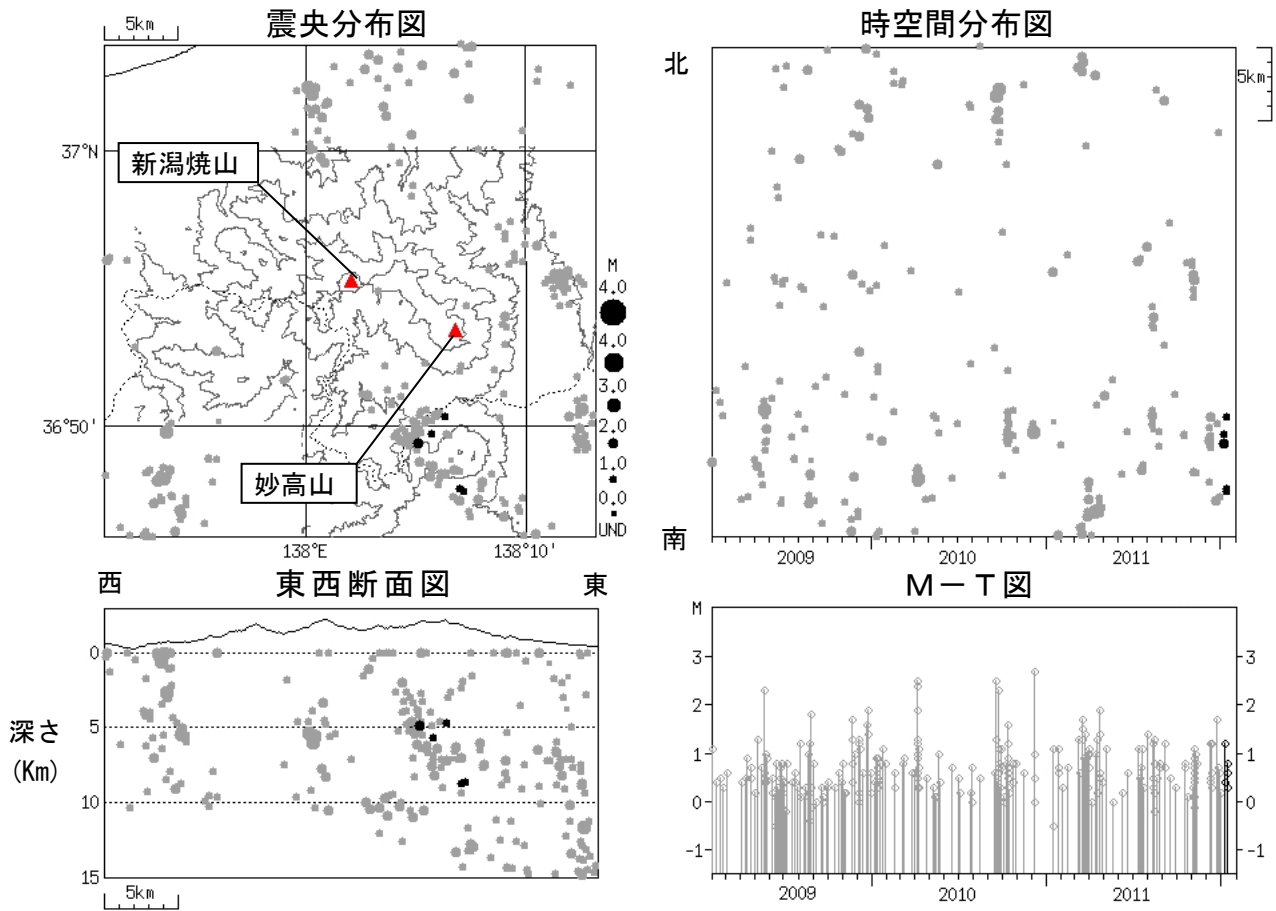 5km
震央分布図
37°N
新潟焼山
36°50'
妙高山
138°E
138°10'
M
4.0
4.0
3.0
2.0
1.0
0.0
UND
時空間分布図
北
5km
南
2009
2010
2011
西
東西断面図
東
0
5
10
15
深さ
(Km)
5km
M-T図
M
3
2
1
0
-1
3
2
1
0
-1
2009
2010
2011